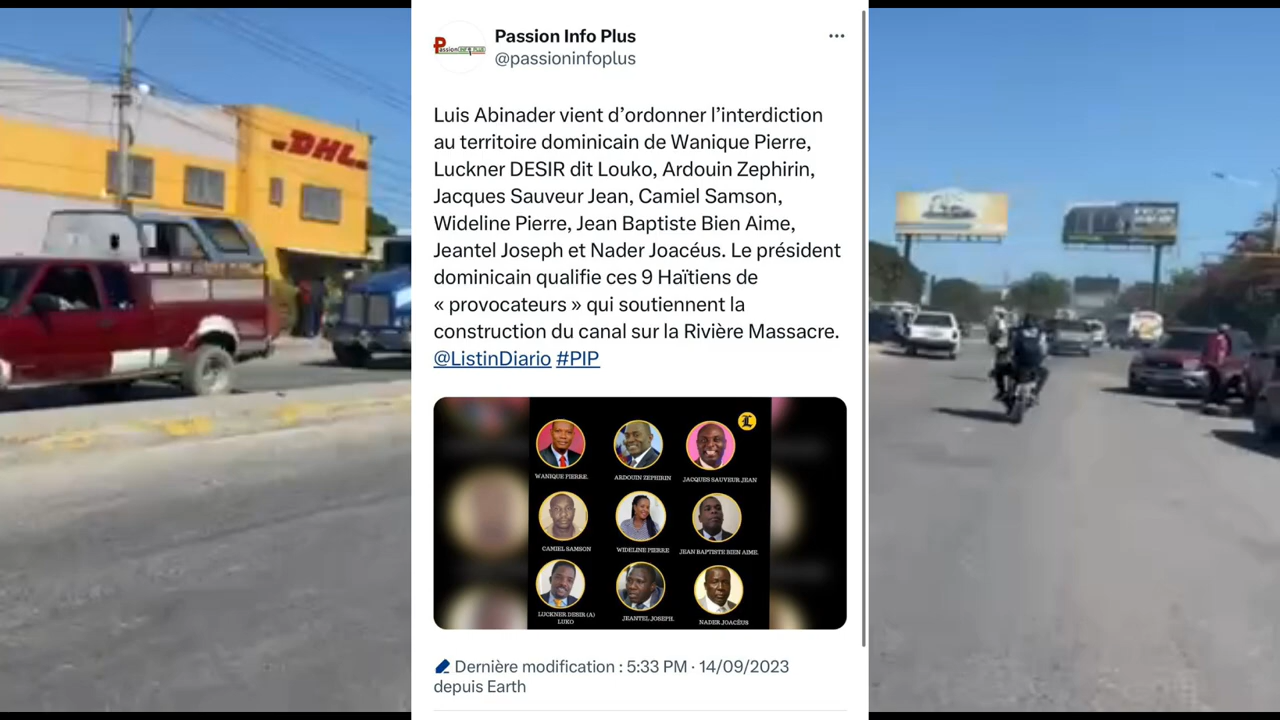 DHL
Passion Info Plus
@passioninfoplus
Luis Abinader vient d’ordonner l’interdiction
au territoire dominicain de Wanique Pierre,
Luckner DESIR dit Louko, Ardouin Zephirin,
Jacques Sauveur Jean, Camiel Samson,
Wideline Pierre, Jean Baptiste Bien Aime,
Jeantel Joseph et Nader Joacéus. Le président
dominicain qualifie ces 9 Haïtiens de
« provocateurs » qui soutiennent la
construction du canal sur la Rivière Massacre.
@ListinDiario #PIP
L
WANIQUE PIERRE.
ARDOUIN ZEPHIRIN
JACQUES SAUVEUR JEAN
CAMIEL SAMSON
WIDELINE PIERRE
JEAN BAPTISTE BIEN AIME.
LUCKNER DESIR (A)
LUKO
JEANTEL JOSEPH.
NADER JOACÉUS
Dernière modification : 5:33 PM · 14/09/2023
depuis Earth